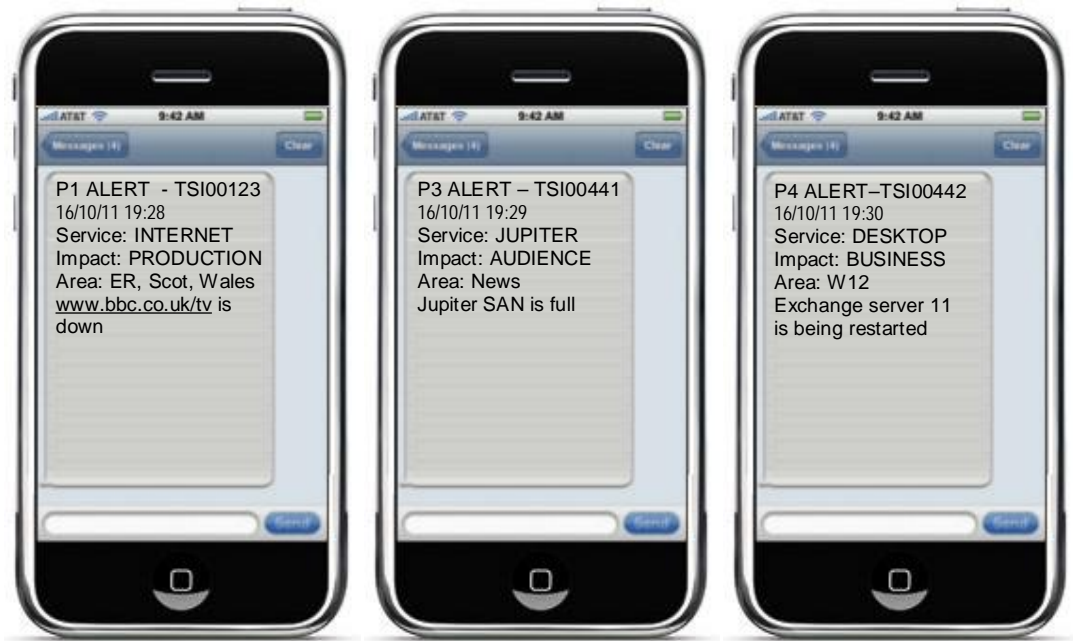 AT&T 9:42 AM
Messages (4) Clear
P1 ALERT - TSI00123
16/10/11 19:28
Service: INTERNET
Impact: PRODUCTION
Area: ER, Scot, Wales
www.bbc.co.uk/tv is
down
Send
AT&T 9:42 AM
Messages (4) Clear
P3 ALERT – TSI00441
16/10/11 19:29
Service: JUPITER
Impact: AUDIENCE
Area: News
Jupiter SAN is full
Send
AT&T 9:42 AM
Messages (4) Clear
P4 ALERT–TSI00442
16/10/11 19:30
Service: DESKTOP
Impact: BUSINESS
Area: W12
Exchange server 11
is being restarted
Send